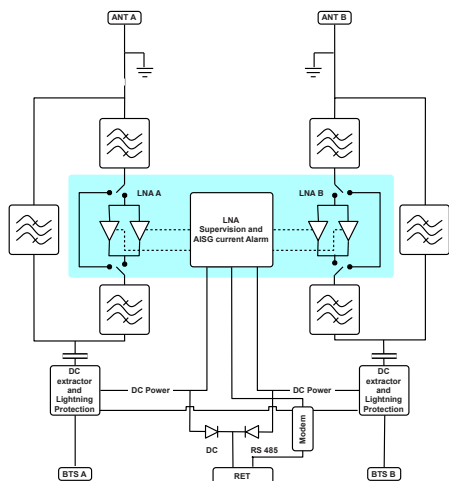 ANT A
ANT B
LNA A
LNA B
LNA
Supervision and
AISG current Alarm
DC
extractor
and
Lightning
Protection
DC Power
DC Power
DC
extractor
and
Lightning
Protection
Modem
DC
RS 485
BTS A
RET
BTS B